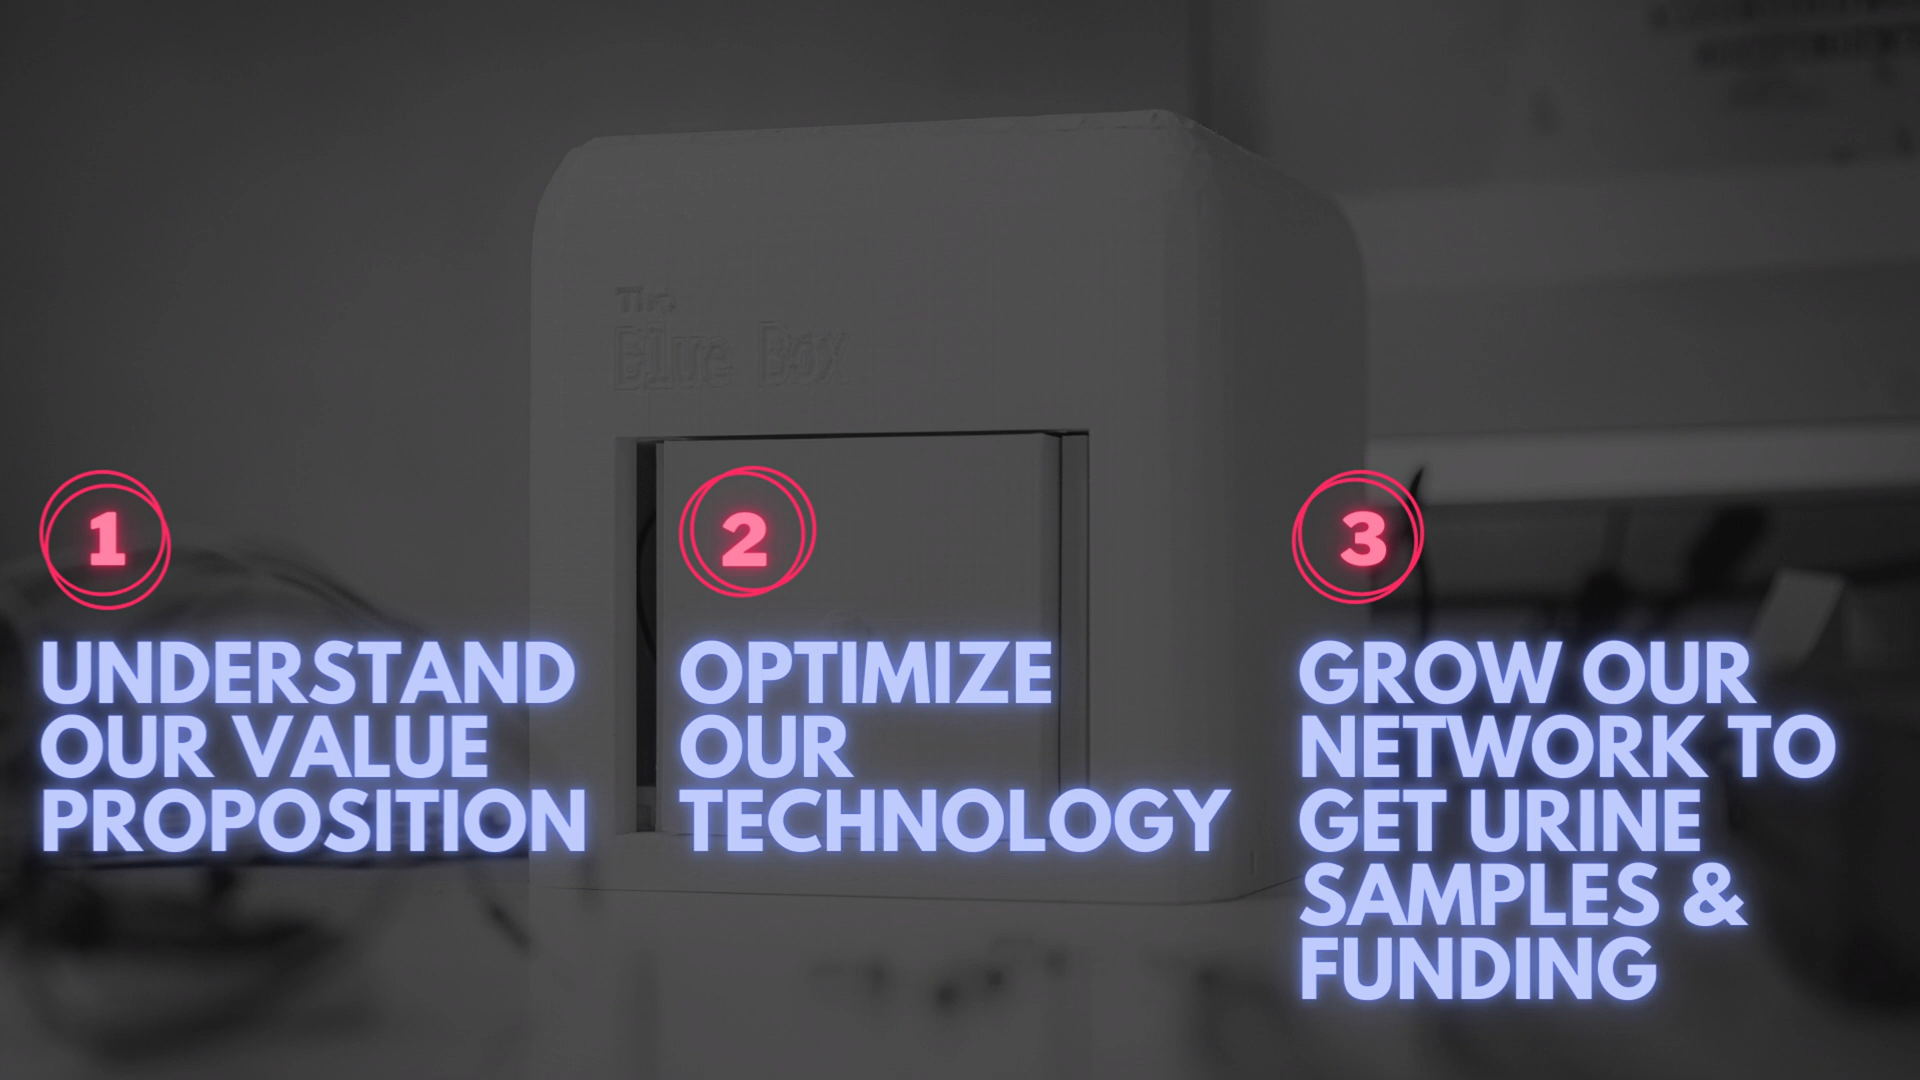 The
Blue Box
1
UNDERSTAND
OUR VALUE
PROPOSITION
2
OPTIMIZE
OUR
TECHNOLOGY
3
GROW OUR
NETWORK TO
GET URINE
SAMPLES &
FUNDING